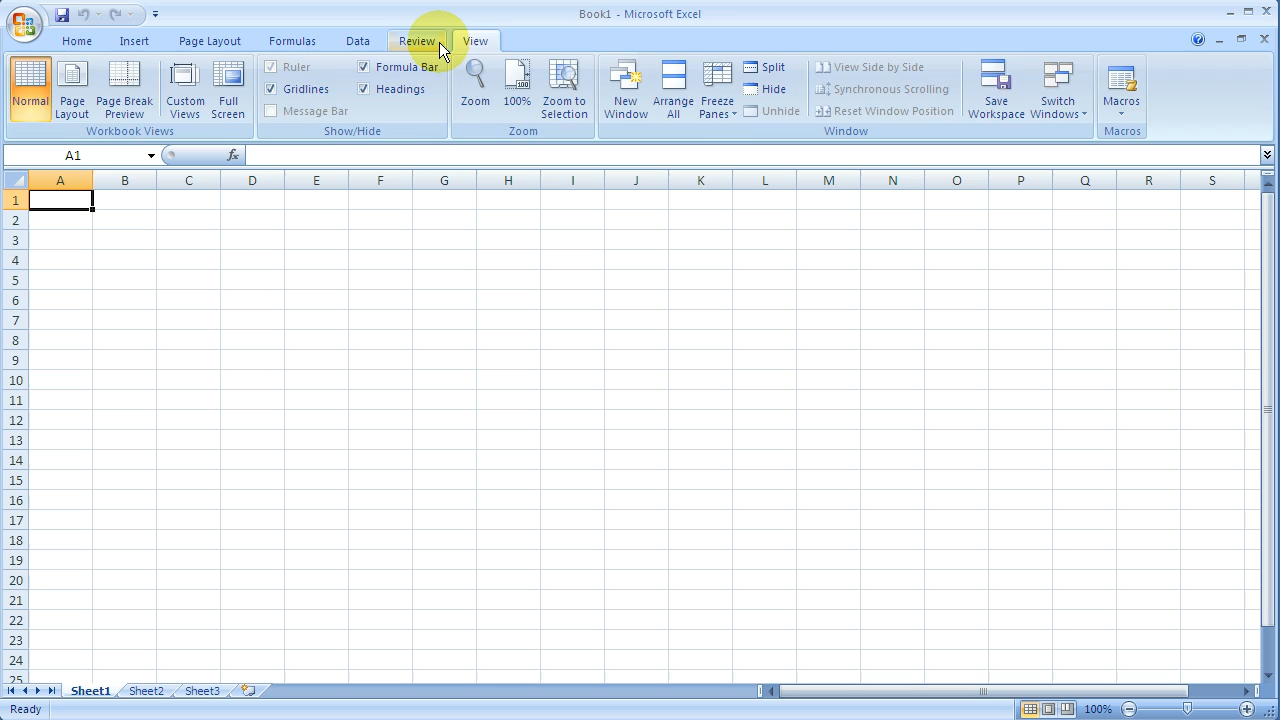 Book1 - Microsoft Excel
Home Insert Page Layout Formulas Data Review View
Normal Page Layout Page Break Preview Custom Views Full Screen
Workbook Views
Ruler Formula Bar
Gridlines Headings
Message Bar
Show/Hide
Zoom 100% Zoom to Selection
Zoom
New Window Arrange All Freeze Panes
Split
Hide
Unhide
View Side by Side
Synchronous Scrolling
Reset Window Position
Save Workspace Switch Windows
Window
Macros
Macros
A1 fx
A B C D E F G H I J K L M N O P Q R S
1
2
3
4
5
6
7
8
9
10
11
12
13
14
15
16
17
18
19
20
21
22
23
24
25
Sheet1 Sheet2 Sheet3
Ready 100%